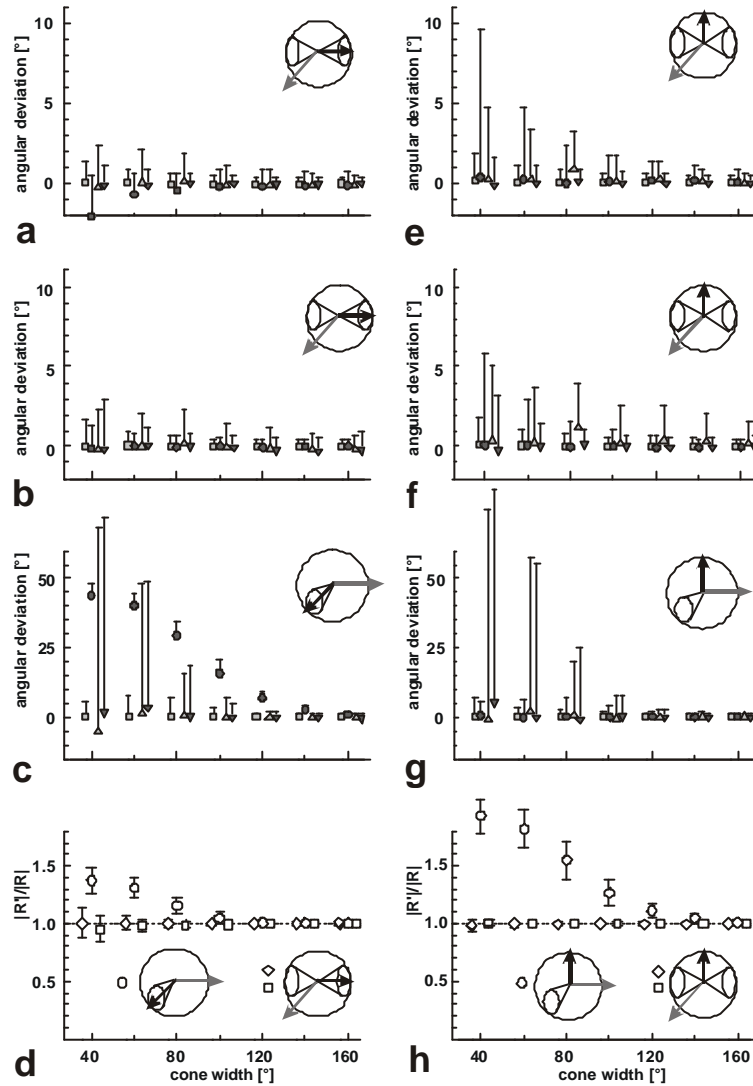 10
5
0
angular deviation [°]
a
10
5
0
angular deviation [°]
e
10
5
0
angular deviation [°]
b
10
5
0
angular deviation [°]
f
50
25
0
angular deviation [°]
c
50
25
0
angular deviation [°]
g
1.5
1.0
0.5
|R'|/|R|
40 80 120 160
cone width [°]
d
1.5
1.0
0.5
|R'|/|R|
40 80 120 160
cone width [°]
h